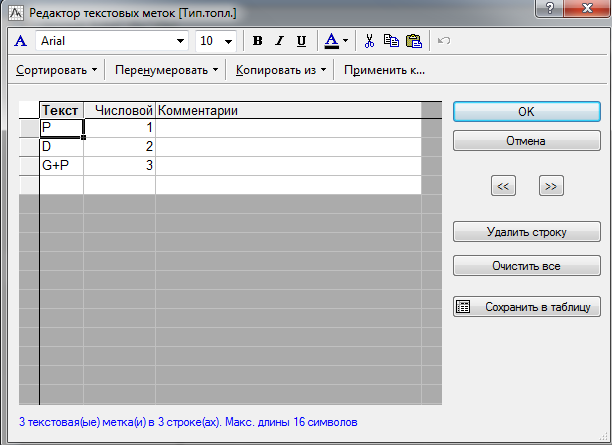 Редактор текстовых меток [Тип.топл.]
Arial 10 B I U A
Сортировать Перенумеровать Копировать из Применить к...
Текст Числовой Комментарии
P 1
D 2
G+P 3
OK
Отмена
<< >>
Удалить строку
Очистить все
Сохранить в таблицу
3 текстовая(ые) метка(и) в 3 строке(ах). Макс. длины 16 символов